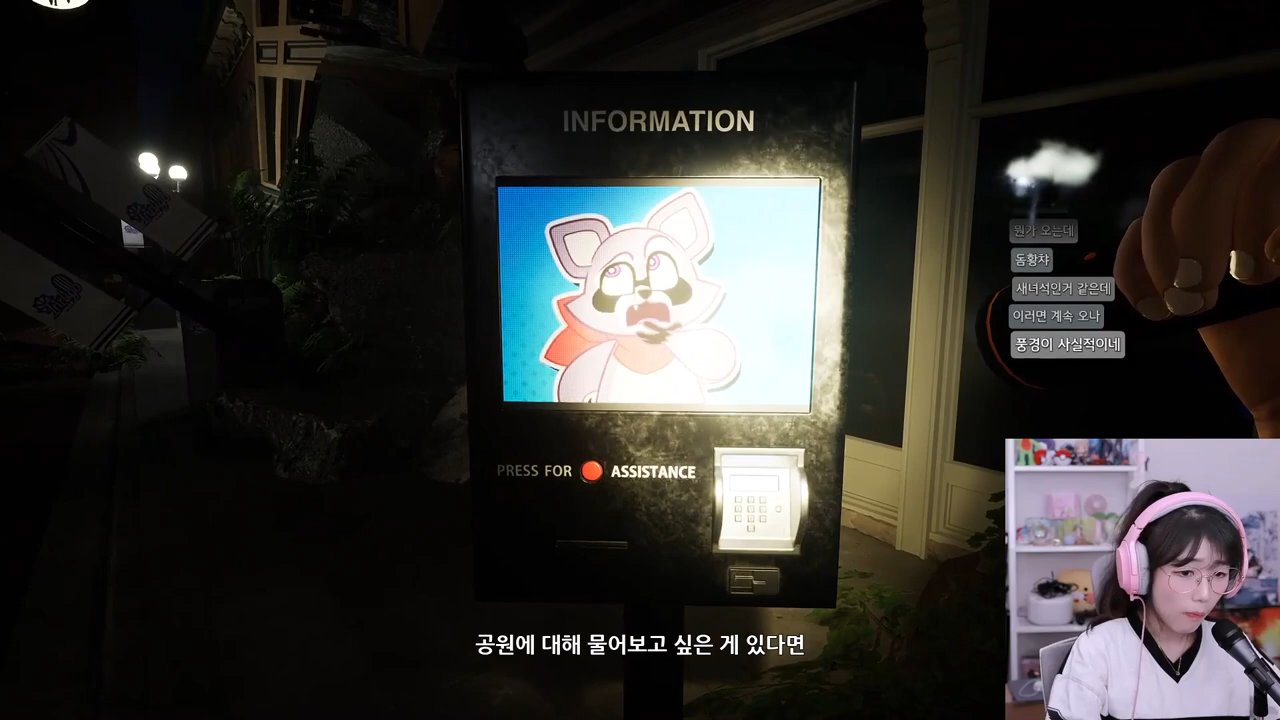 INFORMATION
뭔가 오는데
돔황챠
새녀석인거 같은데
이러면 계속 오나
풍경이 사실적이네
PRESS FOR ASSISTANCE
공원에 대해 물어보고 싶은 게 있다면